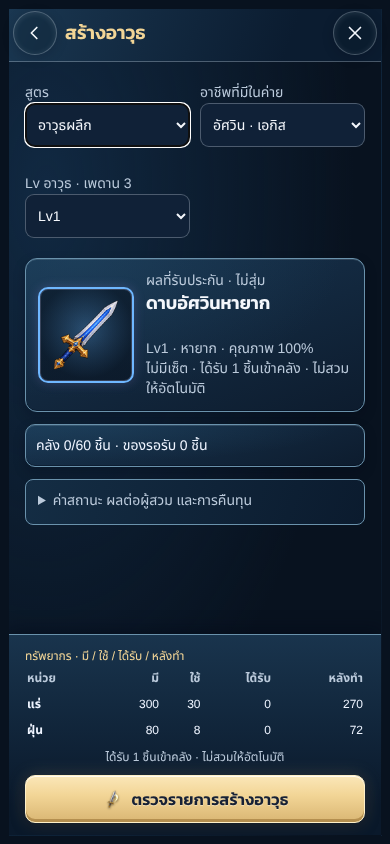 สร้างอาวุธ
สูตร
อาชีพที่มีในค่าย
อาวุธผลึก
อัศวิน · เอกิส
Lv อาวุธ · เพดาน 3
Lv1
ผลที่รับประกัน · ไม่สุ่ม
ดาบอัศวินหายาก
Lv1 · หายาก · คุณภาพ 100%
ไม่มีเซ็ต · ได้รับ 1 ชิ้นเข้าคลัง · ไม่สวม
ให้อัตโนมัติ
คลัง 0/60 ชิ้น · ของรอรับ 0 ชิ้น
ค่าสถานะ ผลต่อผู้สวม และการคืนทุน
ทรัพยากร · มี / ใช้ / ได้รับ / หลังทำ
หน่วย มี ใช้ ได้รับ หลังทำ
แร่ 300 30 0 270
ฝุ่น 80 8 0 72
ได้รับ 1 ชิ้นเข้าคลัง · ไม่สวมให้อัตโนมัติ
ตรวจรายการสร้างอาวุธ